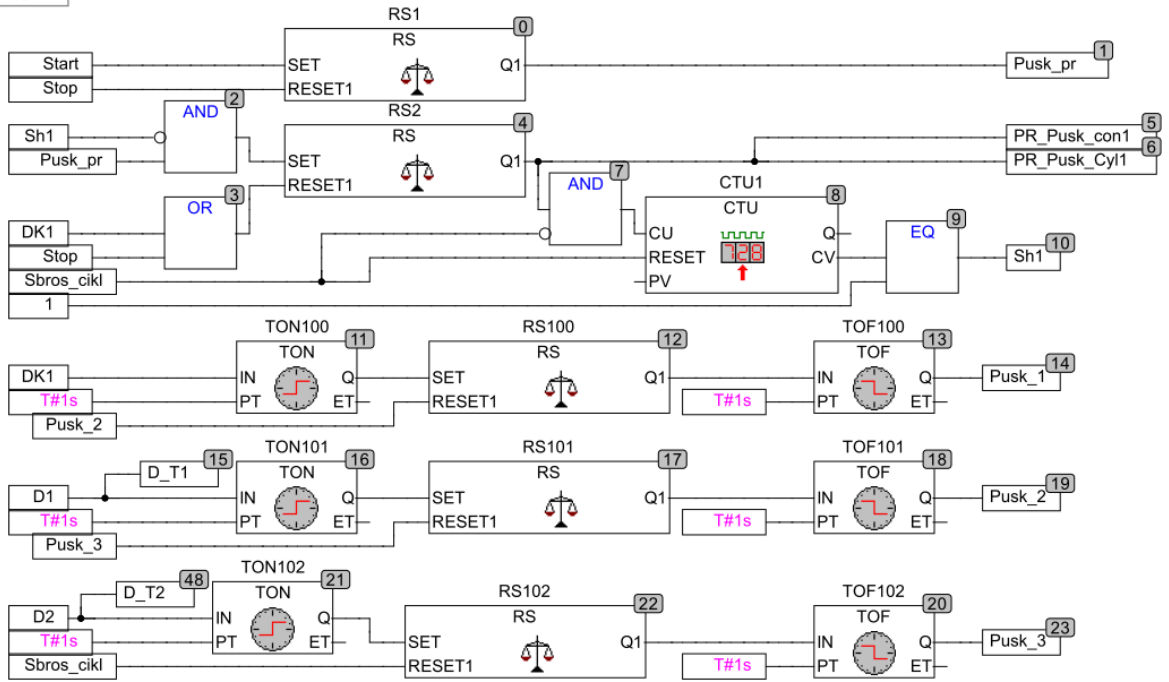 RS1
0
RS
1
Start
SET
Q1
Pusk_pr
Stop
RESET1
2
AND
RS2
4
5
Sh1
RS
PR_Pusk_con1
6
Pusk_pr
SET
Q1
PR_Pusk_Cyl1
RESET1
7
AND
CTU1
3
OR
8
CTU
9
DK1
CU
Q
EQ
10
Stop
RESET
728
CV
Sh1
Sbros_cikl
PV
1
TON100
RS100
TOF100
11
12
13
TON
RS
TOF
14
DK1
IN
Q
SET
Q1
IN
Q
Pusk_1
T#1s
PT
ET
RESET1
T#1s
PT
ET
Pusk_2
TON101
RS101
TOF101
15
16
17
18
D_T1
TON
RS
TOF
19
D1
IN
Q
SET
Q1
IN
Q
Pusk_2
T#1s
PT
ET
RESET1
T#1s
PT
ET
Pusk_3
TON102
48
21
RS102
TOF102
D_T2
TON
22
20
RS
TOF
23
D2
IN
Q
SET
Q1
IN
Q
Pusk_3
T#1s
PT
ET
RESET1
T#1s
PT
ET
Sbros_cikl